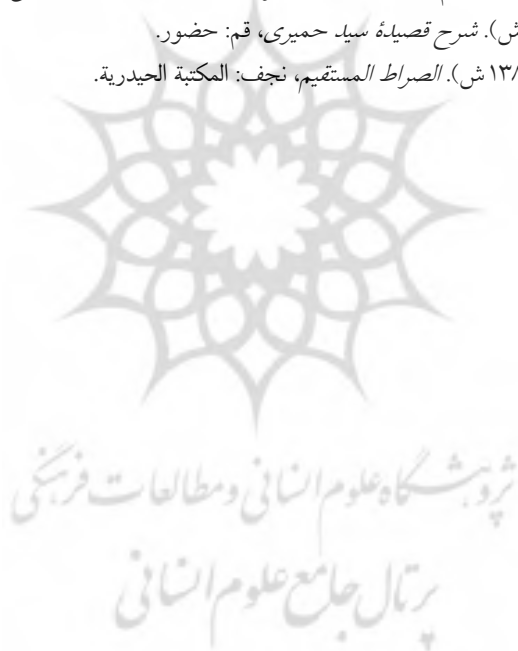 ش). شرح قصیدهٔ سید حمیری، قم: حضور.
۱۳/ ش). الصراط المستقیم، نجف: المکتبة الحیدریة.
پژوهشگاه علوم انسانی و مطالعات فرهنگی
پرتال جامع علوم انسانی